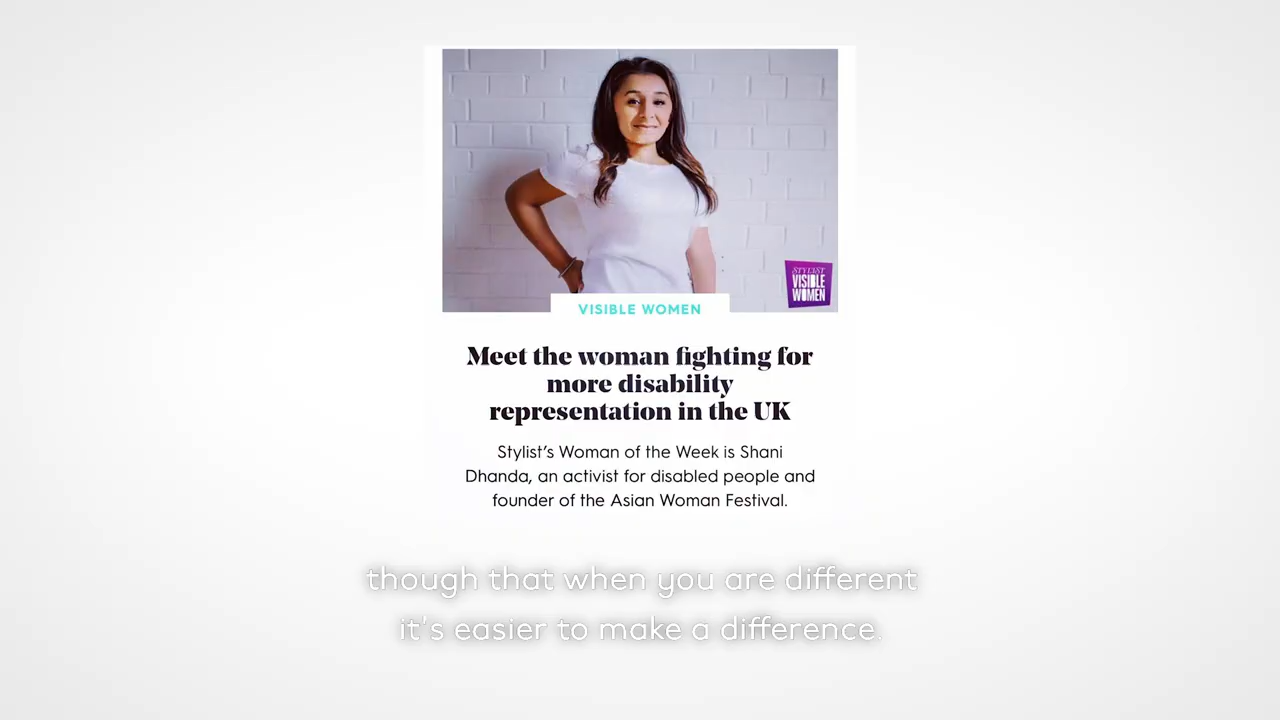 STYLIST
VISIBLE
WOMEN
VISIBLE WOMEN
Meet the woman fighting for
more disability
representation in the UK
Stylist's Woman of the Week is Shani
Dhanda, an activist for disabled people and
founder of the Asian Woman Festival.
though that when you are different
it's easier to make a difference.